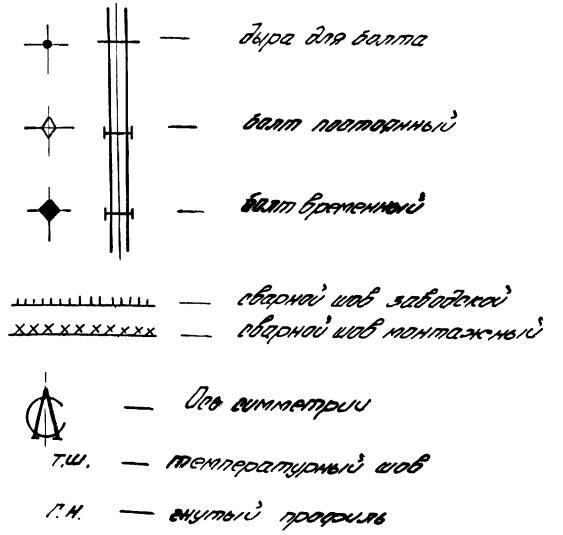 — дыра для болта
— болт постоянный
— болт временный
— сварной шов заводской
— сварной шов монтажный
— Ось симметрии
т.ш. — температурный шов
Г.Н. — гнутый профиль